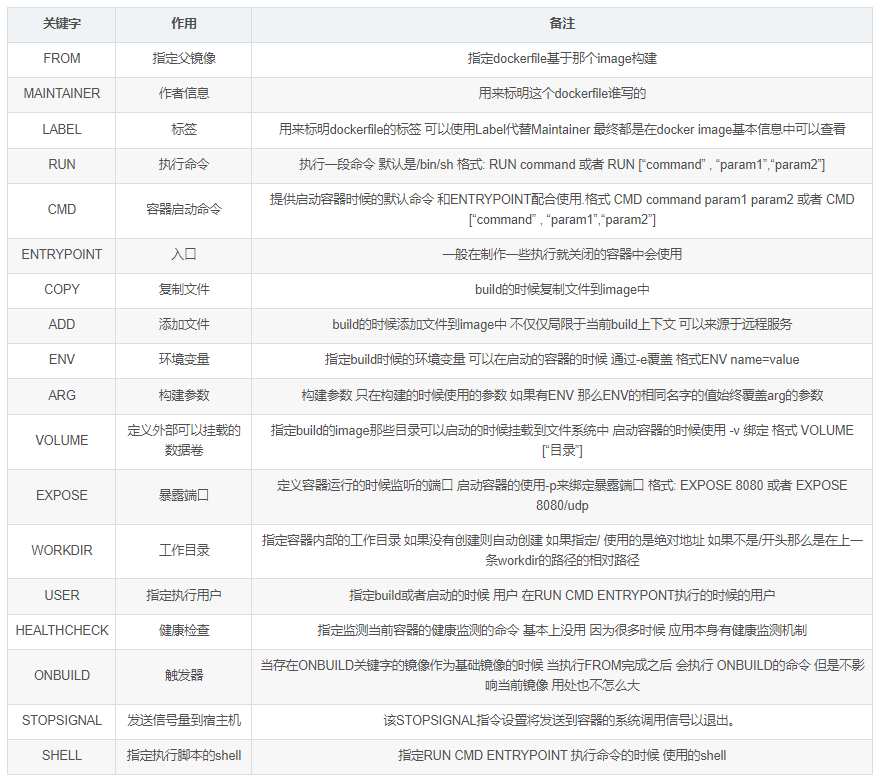 关键字 作用 备注
FROM 指定父镜像 指定dockerfile基于那个image构建
MAINTAINER 作者信息 用来标明这个dockerfile谁写的
LABEL 标签 用来标明dockerfile的标签 可以使用Label代替Maintainer 最终都是在docker image基本信息中可以查看
RUN 执行命令 执行一段命令 默认是/bin/sh 格式: RUN command 或者 RUN [“command” , “param1”,“param2”]
CMD 容器启动命令 提供启动容器时候的默认命令 和ENTRYPOINT配合使用.格式 CMD command param1 param2 或者 CMD
[“command” , “param1”,“param2”]
ENTRYPOINT 入口 一般在制作一些执行就关闭的容器中会使用
COPY 复制文件 build的时候复制文件到image中
ADD 添加文件 build的时候添加文件到image中 不仅仅局限于当前build上下文 可以来源于远程服务
ENV 环境变量 指定build时候的环境变量 可以在启动的容器的时候 通过-e覆盖 格式ENV name=value
ARG 构建参数 构建参数 只在构建的时候使用的参数 如果有ENV 那么ENV的相同名字的值始终覆盖arg的参数
VOLUME 定义外部可以挂载的
数据卷 指定build的image那些目录可以启动的时候挂载到文件系统中 启动容器的时候使用 -v 绑定 格式 VOLUME
[“目录”]
EXPOSE 暴露端口 定义容器运行的时候监听的端口 启动容器的使用-p来绑定暴露端口 格式: EXPOSE 8080 或者 EXPOSE
8080/udp
WORKDIR 工作目录 指定容器内部的工作目录 如果没有创建则自动创建 如果指定/ 使用的是绝对地址 如果不是/开头那么是在上一
条workdir的路径的相对路径
USER 指定执行用户 指定build或者启动的时候 用户 在RUN CMD ENTRYPONT执行的时候的用户
HEALTHCHECK 健康检查 指定监测当前容器的健康监测的命令 基本上没用 因为很多时候 应用本身有健康监测机制
ONBUILD 触发器 当存在ONBUILD关键字的镜像作为基础镜像的时候 当执行FROM完成之后 会执行 ONBUILD的命令 但是不影
响当前镜像 用处也不怎么大
STOPSIGNAL 发送信号量到宿主机 该STOPSIGNAL指令设置将发送到容器的系统调用信号以退出。
SHELL 指定执行脚本的shell 指定RUN CMD ENTRYPOINT 执行命令的时候 使用的shell